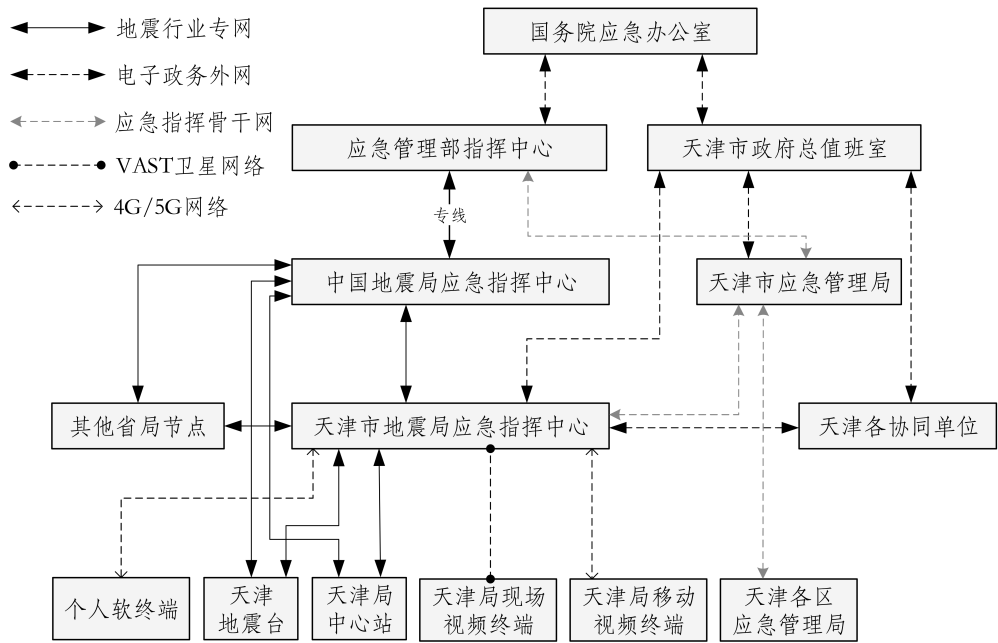 地震行业专网
电子政务外网
应急指挥骨干网
VAST卫星网络
4G/5G网络
国务院应急办公室
应急管理部指挥中心
天津市政府总值班室
专线
中国地震局应急指挥中心
天津市应急管理局
其他省局节点
天津市地震局应急指挥中心
天津各协同单位
个人软终端
天津
地震台
天津局
中心站
天津局现场
视频终端
天津局移动
视频终端
天津各区
应急管理局